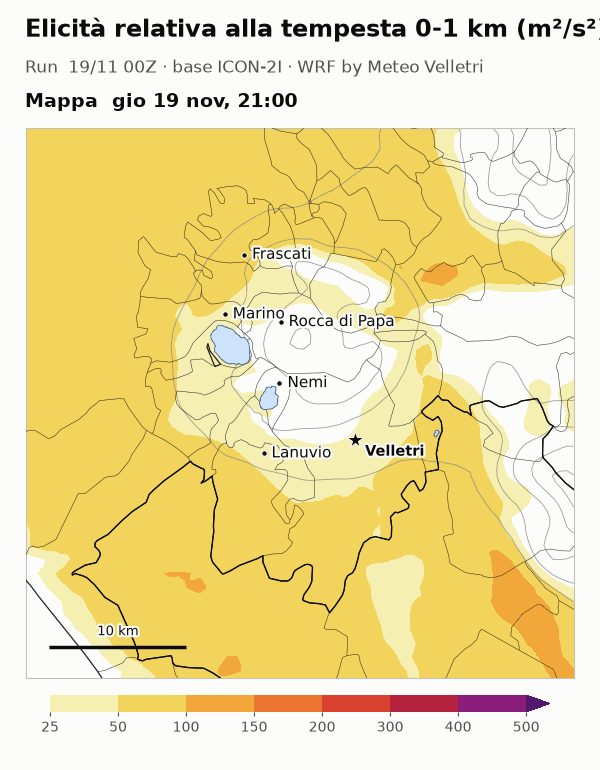 Elicità relativa alla tempesta 0-1 km (m²/s²)
Run  19/11 00Z · base ICON-2I · WRF by Meteo Velletri
Mappa  gio 19 nov, 21:00
Frascati
Marino
Rocca di Papa
Nemi
Lanuvio
Velletri
10 km
25 50 100 150 200 300 400 500